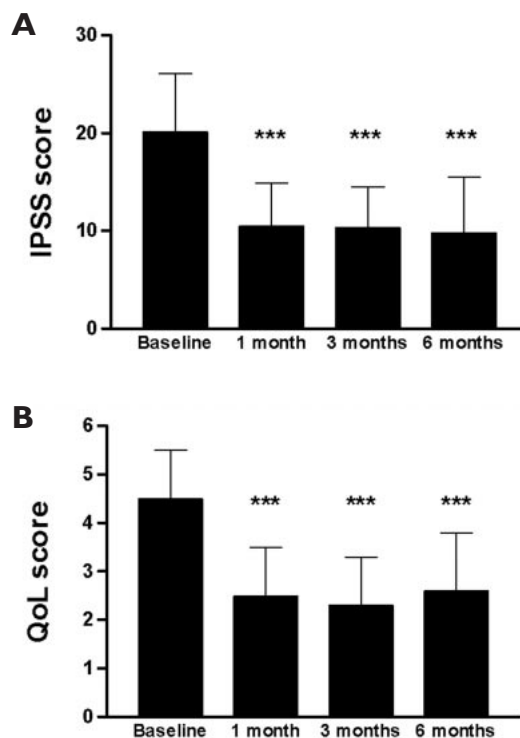 A
IPSS score
30
20
10
0
*** *** ***
Baseline 1 month 3 months 6 months
B
QoL score
6
5
4
3
2
1
0
*** *** ***
Baseline 1 month 3 months 6 months